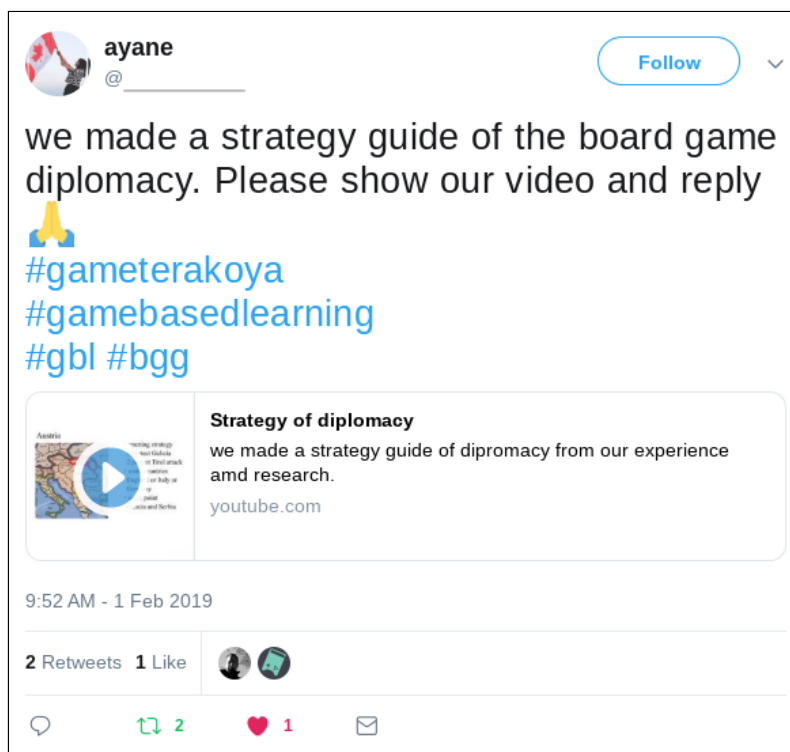 ayane
@
Follow
we made a strategy guide of the board game
diplomacy. Please show our video and reply
🙏
#gameterakoya
#gamebasedlearning
#gbl #bgg
Austria
Strategy of diplomacy
we made a strategy guide of dipromacy from our experience
amd research.
youtube.com
9:52 AM - 1 Feb 2019
2 Retweets 1 Like
2 1